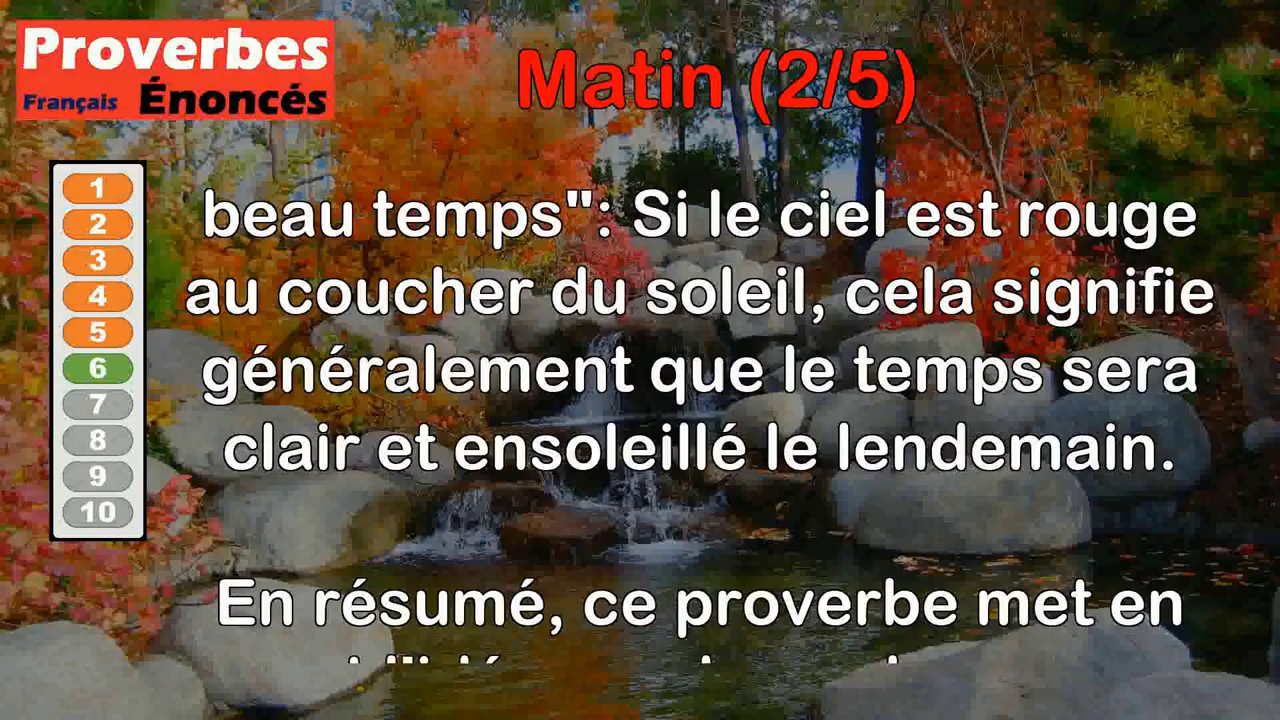 Proverbes
Français Énoncés
Matin (2/5)
1
2
3
4
5
6
7
8
9
10
beau temps": Si le ciel est rouge
au coucher du soleil, cela signifie
généralement que le temps sera
clair et ensoleillé le lendemain.
En résumé, ce proverbe met en